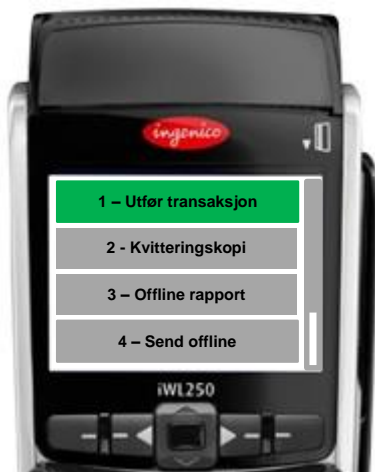 ingenico
1 – Utfør transaksjon
2 - Kvitteringskopi
3 – Offline rapport
4 – Send offline
iWL250